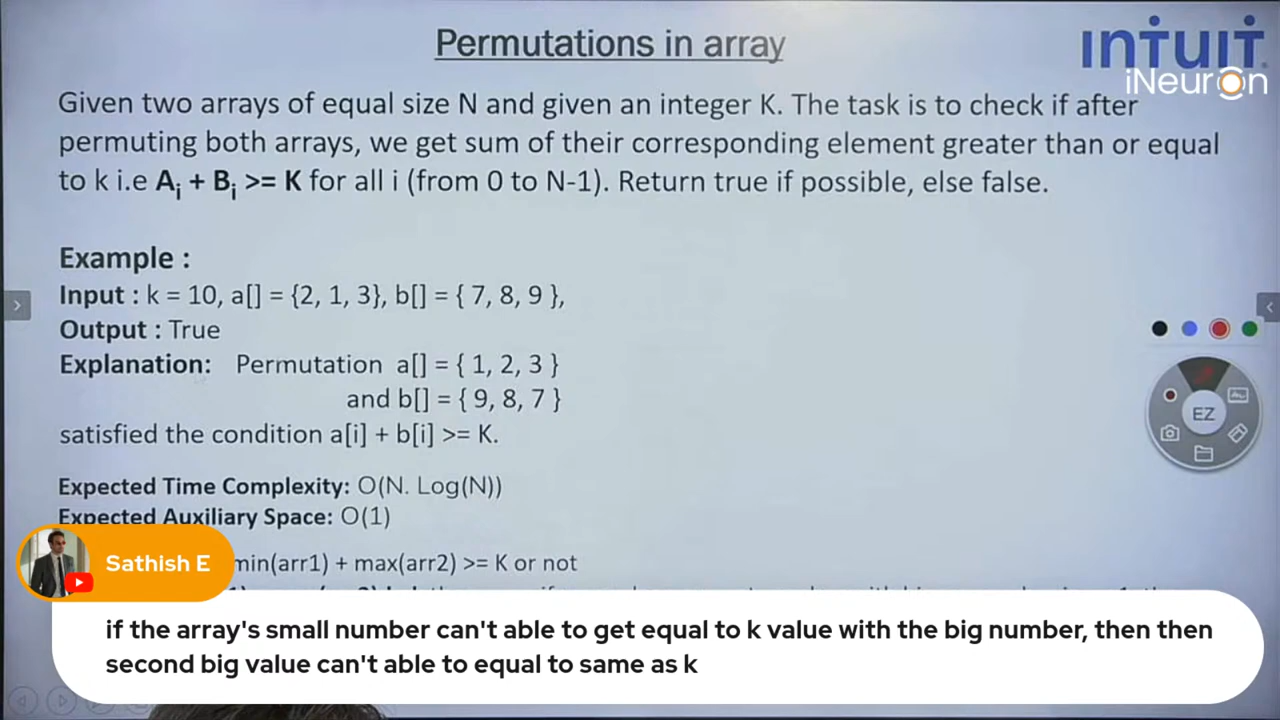 Permutations in array
intuit
iNeuron
Given two arrays of equal size N and given an integer K. The task is to check if after
permuting both arrays, we get sum of their corresponding element greater than or equal
to k i.e Ai + Bi >= K for all i (from 0 to N-1). Return true if possible, else false.
Example :
Input : k = 10, a[] = {2, 1, 3}, b[] = { 7, 8, 9 },
Output : True
Explanation: Permutation a[] = { 1, 2, 3 }
and b[] = { 9, 8, 7 }
satisfied the condition a[i] + b[i] >= K.
EZ
Expected Time Complexity: O(N. Log(N))
Expected Auxiliary Space: O(1)
Sathish E
min(arr1) + max(arr2) >= K or not
if the array's small number can't able to get equal to k value with the big number, then then
second big value can't able to equal to same as k